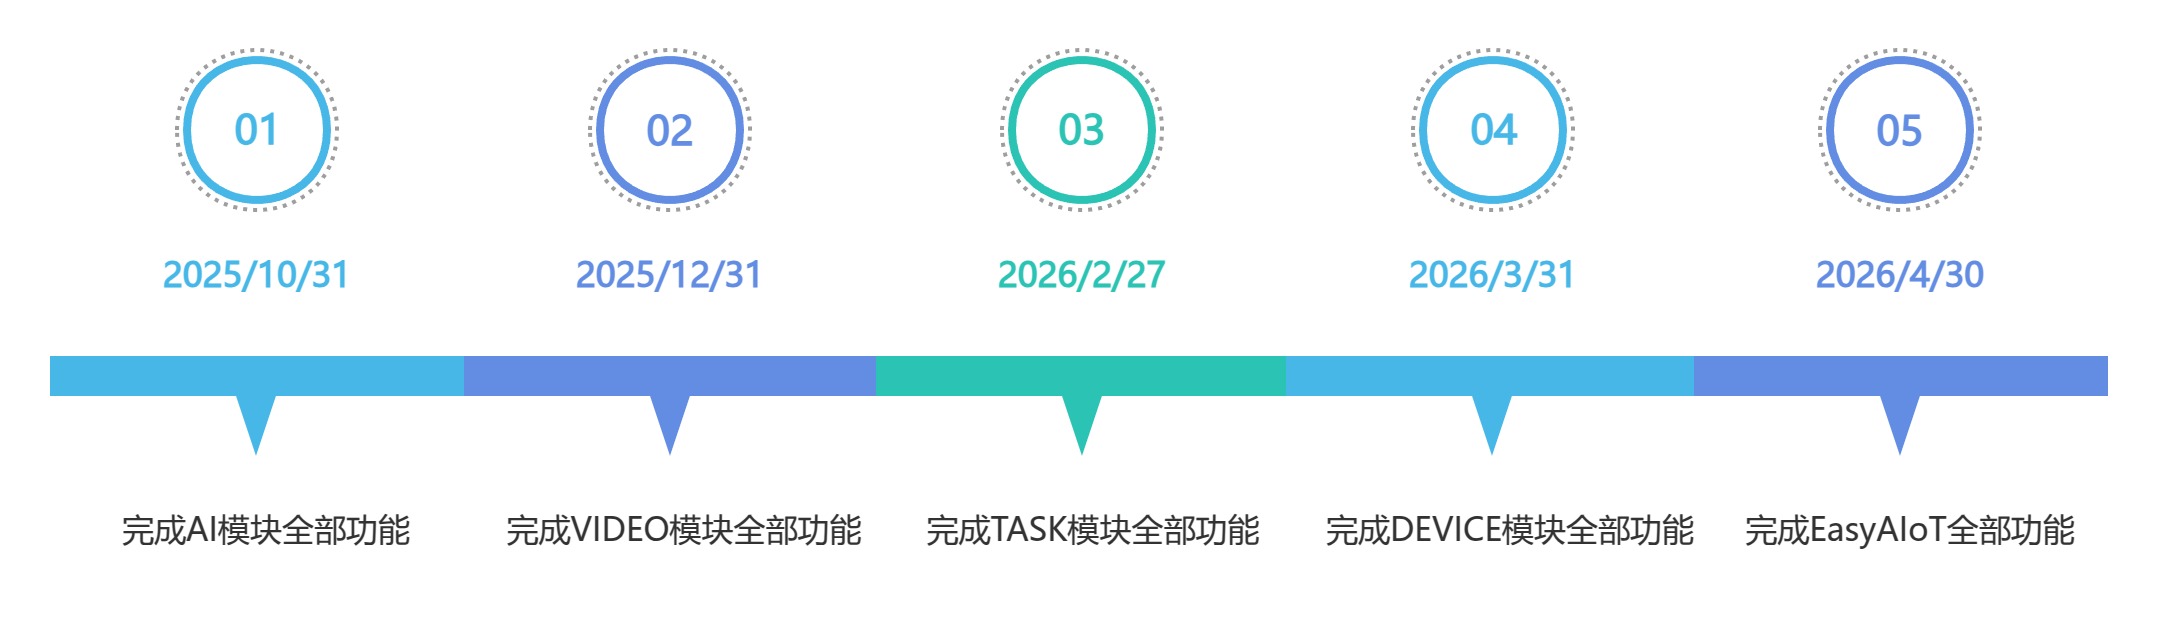 01
02
03
04
05
2025/10/31
2025/12/31
2026/2/27
2026/3/31
2026/4/30
完成AI模块全部功能
完成VIDEO模块全部功能
完成TASK模块全部功能
完成DEVICE模块全部功能
完成EasyAIoT全部功能